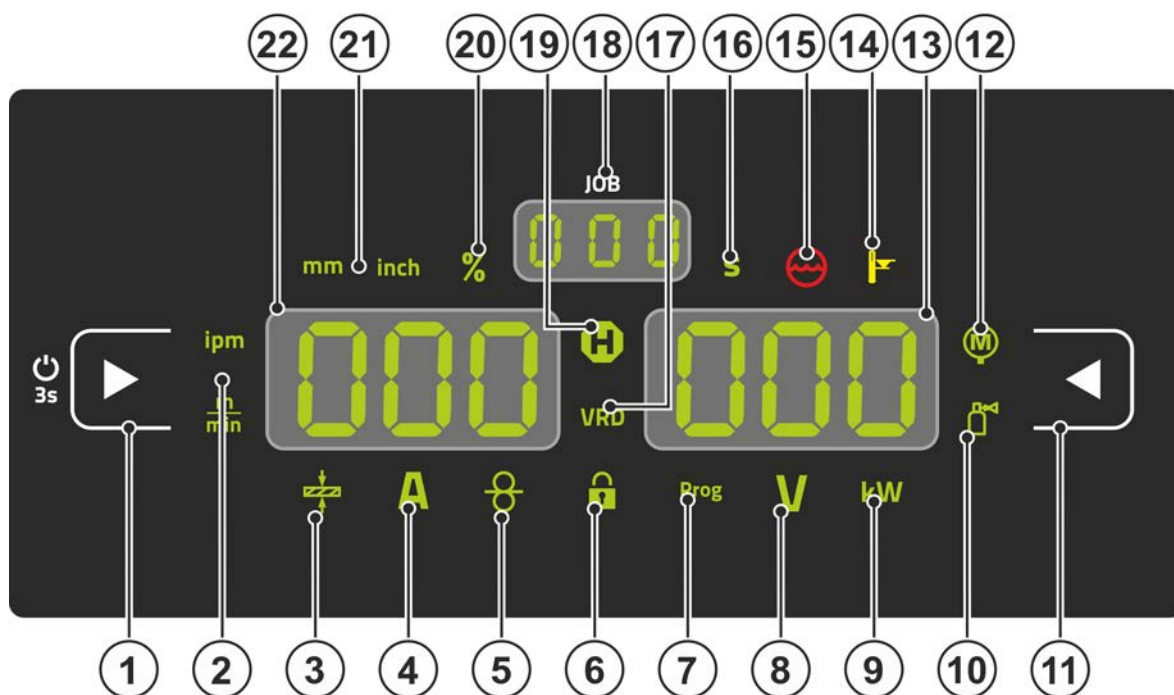 22 21 20 19 18 17 16 15 14 13 12
JOB
000
mm inch % s
ipm 000 H 000 M
3s
m
min
VRD
A Prog V kW
1 2 3 4 5 6 7 8 9 10 11